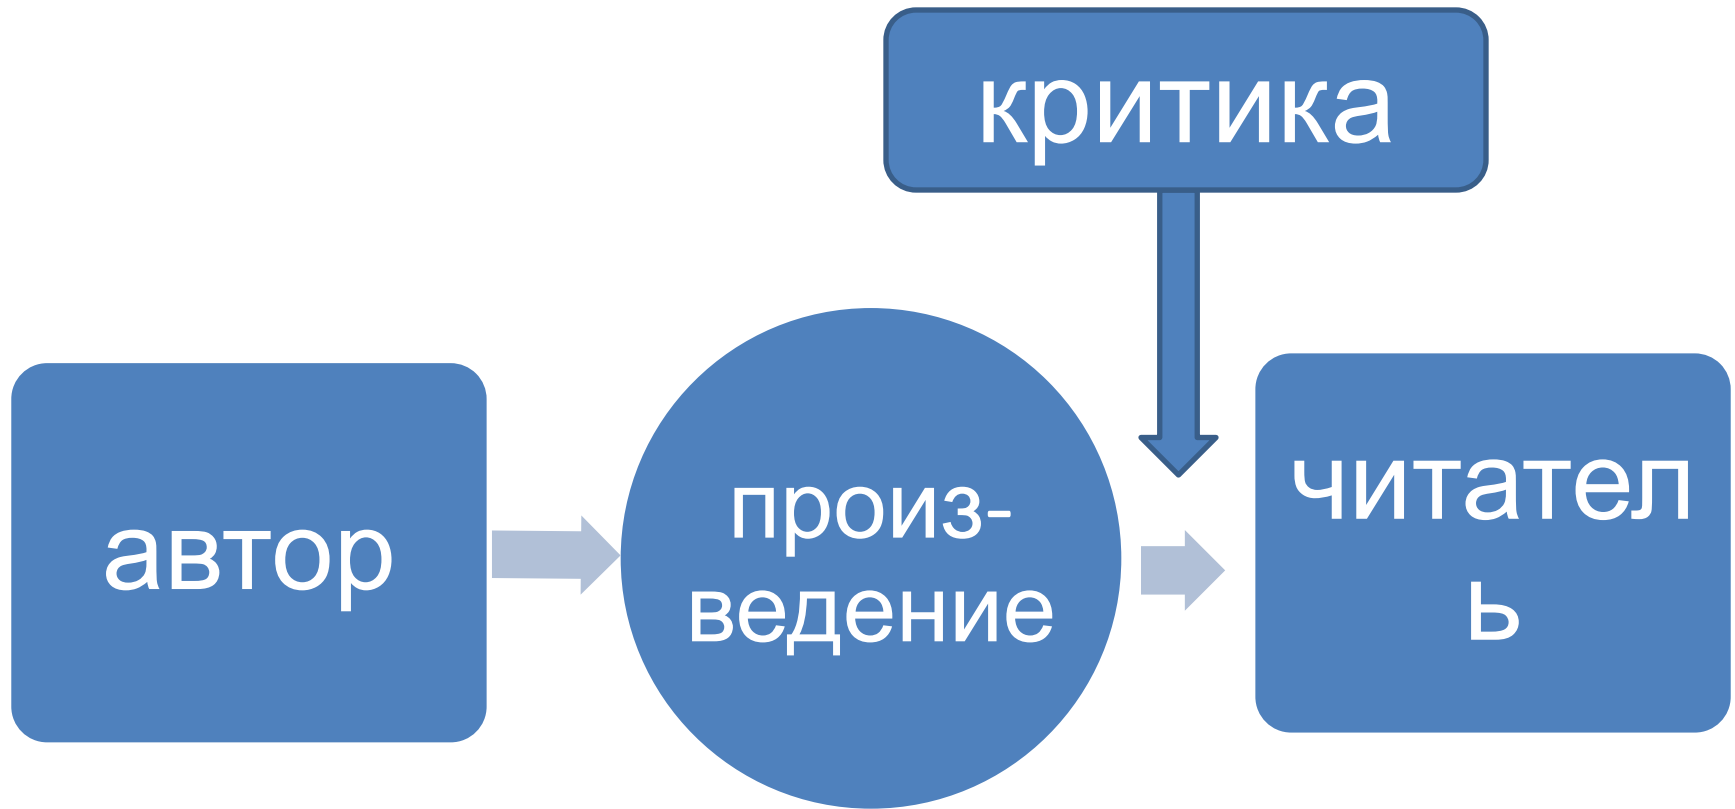 критика
автор
произ-
ведение
читател
ь